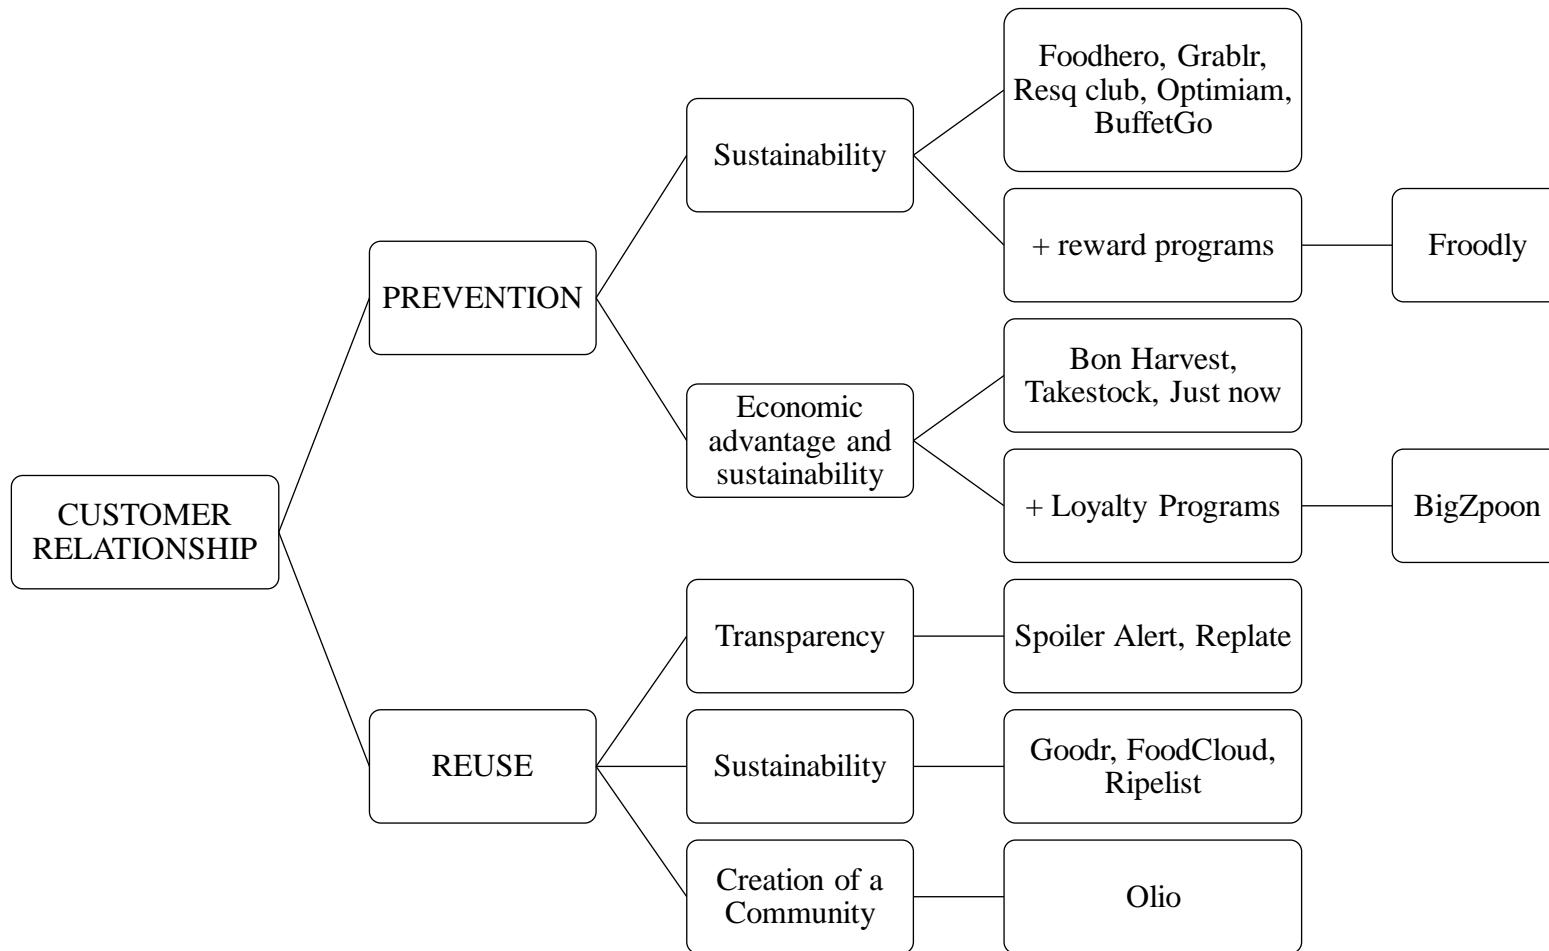 CUSTOMER
RELATIONSHIP
PREVENTION
Sustainability
Foodhero, Grablr,
Resq club, Optimiam,
BuffetGo
+ reward programs
Froodly
Economic
advantage and
sustainability
Bon Harvest,
Takestock, Just now
+ Loyalty Programs
BigZpoon
REUSE
Transparency
Spoiler Alert, Replate
Sustainability
Goodr, FoodCloud,
Ripelist
Creation of a
Community
Olio